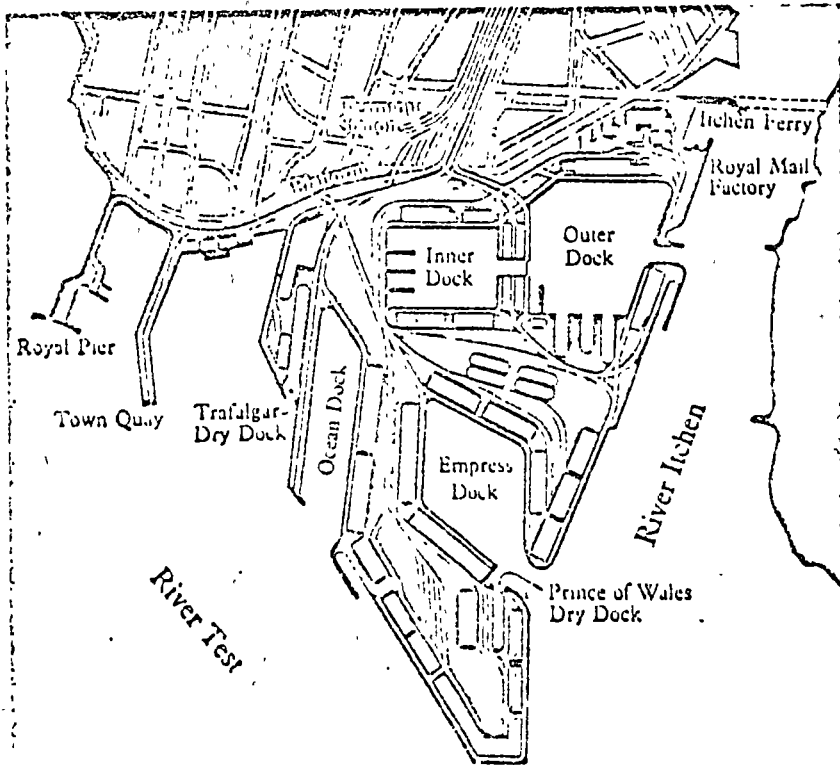 Itchen Ferry
Royal Mail
Factory
Inner
Dock
Outer
Dock
Royal Pier
Town Quay
Trafalgar
Dry Dock
Ocean Dock
Empress
Dock
River Itchen
Prince of Wales
Dry Dock
River Test